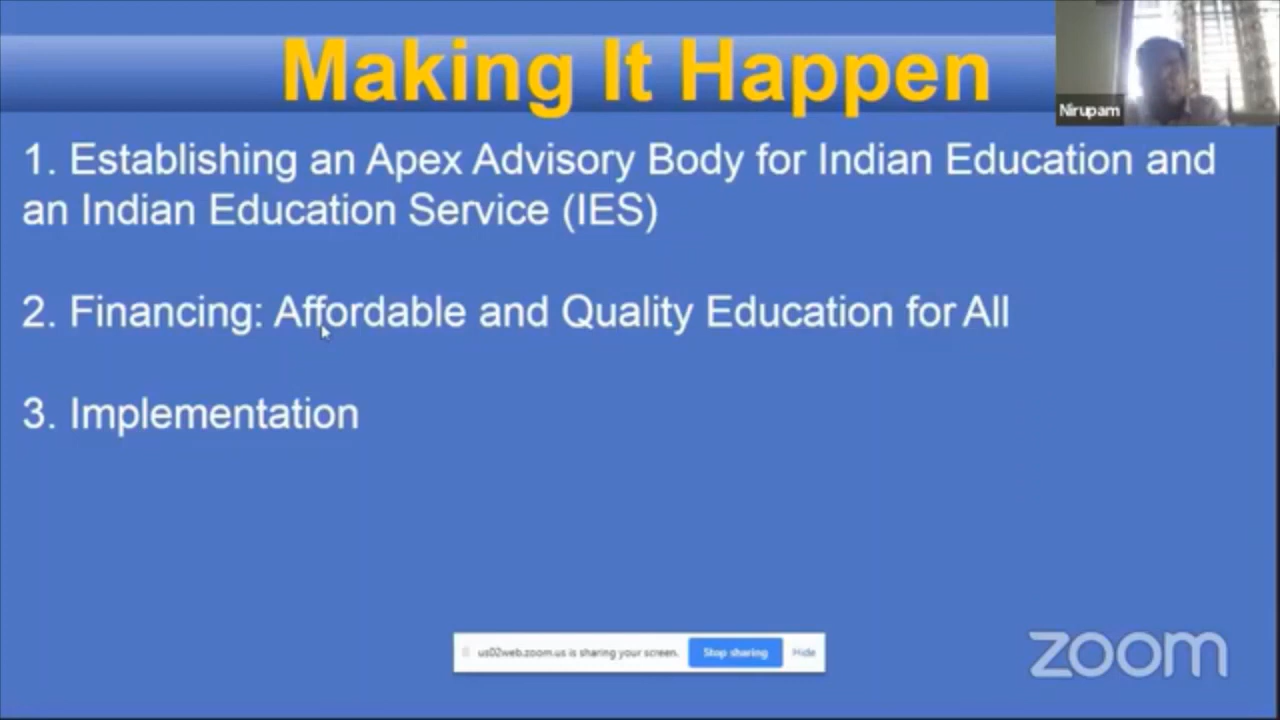 Making It Happen
Nirupam
1. Establishing an Apex Advisory Body for Indian Education and
an Indian Education Service (IES)
2. Financing: Affordable and Quality Education for All
3. Implementation
us02web.zoom.us is sharing your screen. Stop sharing Hide
zoom